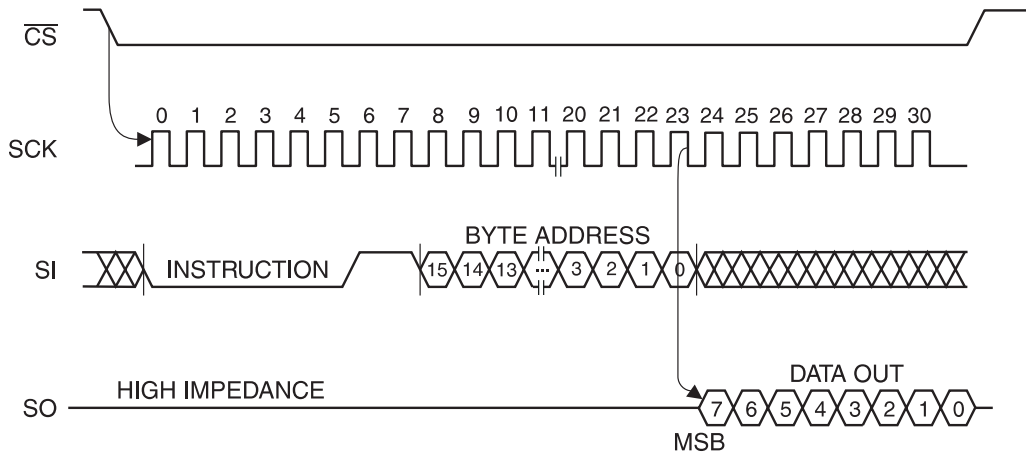 CS
0 1 2 3 4 5 6 7 8 9 10 11 20 21 22 23 24 25 26 27 28 29 30
SCK
BYTE ADDRESS
SI INSTRUCTION 15 14 13 ... 3 2 1 0
DATA OUT
HIGH IMPEDANCE
SO 7 6 5 4 3 2 1 0
MSB